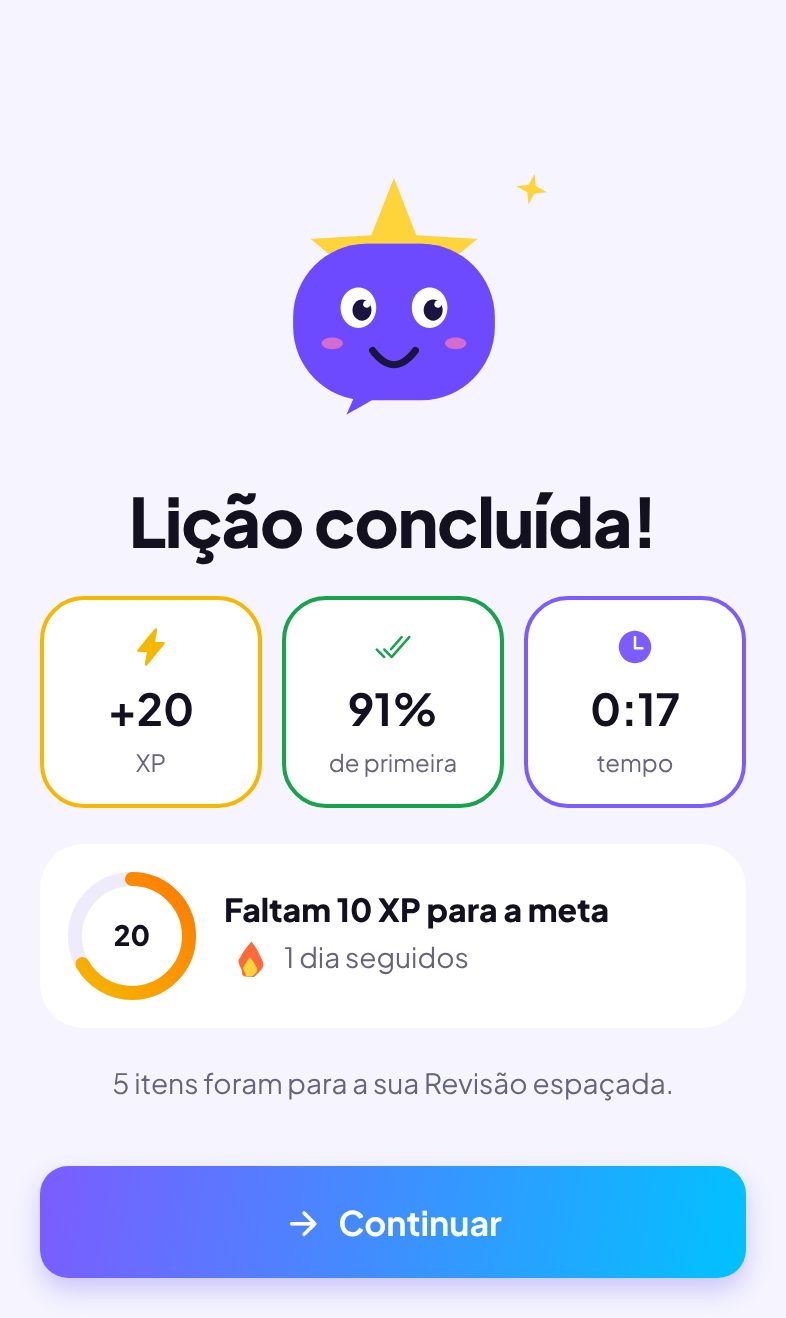 Lição concluída!
+20
XP
91%
de primeira
0:17
tempo
20
Faltam 10 XP para a meta
1 dia seguidos
5 itens foram para a sua Revisão espaçada.
Continuar